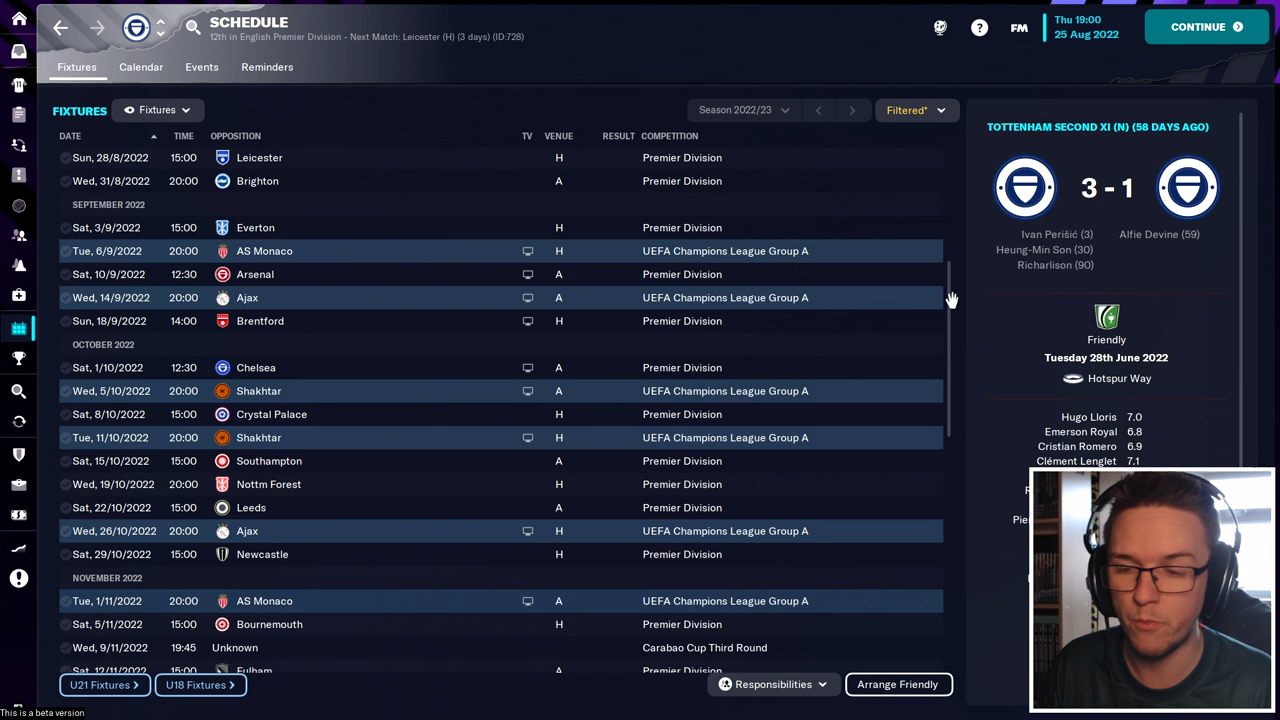 SCHEDULE
12th in English Premier Division - Next Match: Leicester (H) (3 days) (ID:728)
FM
Thu 19:00
25 Aug 2022
CONTINUE
Fixtures Calendar Events Reminders
FIXTURES Fixtures Season 2022/23 Filtered*
DATE TIME OPPOSITION TV VENUE RESULT COMPETITION
Sun, 28/8/2022 15:00 Leicester H Premier Division
Wed, 31/8/2022 20:00 Brighton A Premier Division
SEPTEMBER 2022
Sat, 3/9/2022 15:00 Everton H Premier Division
Tue, 6/9/2022 20:00 AS Monaco H UEFA Champions League Group A
Sat, 10/9/2022 12:30 Arsenal A Premier Division
Wed, 14/9/2022 20:00 Ajax A UEFA Champions League Group A
Sun, 18/9/2022 14:00 Brentford H Premier Division
OCTOBER 2022
Sat, 1/10/2022 12:30 Chelsea A Premier Division
Wed, 5/10/2022 20:00 Shakhtar A UEFA Champions League Group A
Sat, 8/10/2022 15:00 Crystal Palace H Premier Division
Tue, 11/10/2022 20:00 Shakhtar H UEFA Champions League Group A
Sat, 15/10/2022 15:00 Southampton A Premier Division
Wed, 19/10/2022 20:00 Nottm Forest H Premier Division
Sat, 22/10/2022 15:00 Leeds A Premier Division
Wed, 26/10/2022 20:00 Ajax H UEFA Champions League Group A
Sat, 29/10/2022 15:00 Newcastle H Premier Division
NOVEMBER 2022
Tue, 1/11/2022 20:00 AS Monaco A UEFA Champions League Group A
Sat, 5/11/2022 15:00 Bournemouth H Premier Division
Wed, 9/11/2022 19:45 Unknown Carabao Cup Third Round
Sat, 12/11/2022 15:00 Fulham A Premier Division
U21 Fixtures U18 Fixtures Responsibilities Arrange Friendly
TOTTENHAM SECOND XI (N) (58 DAYS AGO)
3 - 1
Ivan Perišić (3) Alfie Devine (59)
Heung-Min Son (30)
Richarlison (90)
Friendly
Tuesday 28th June 2022
Hotspur Way
Hugo Lloris 7.0
Emerson Royal 6.8
Cristian Romero 6.9
Clément Lenglet 7.1
This is a beta version